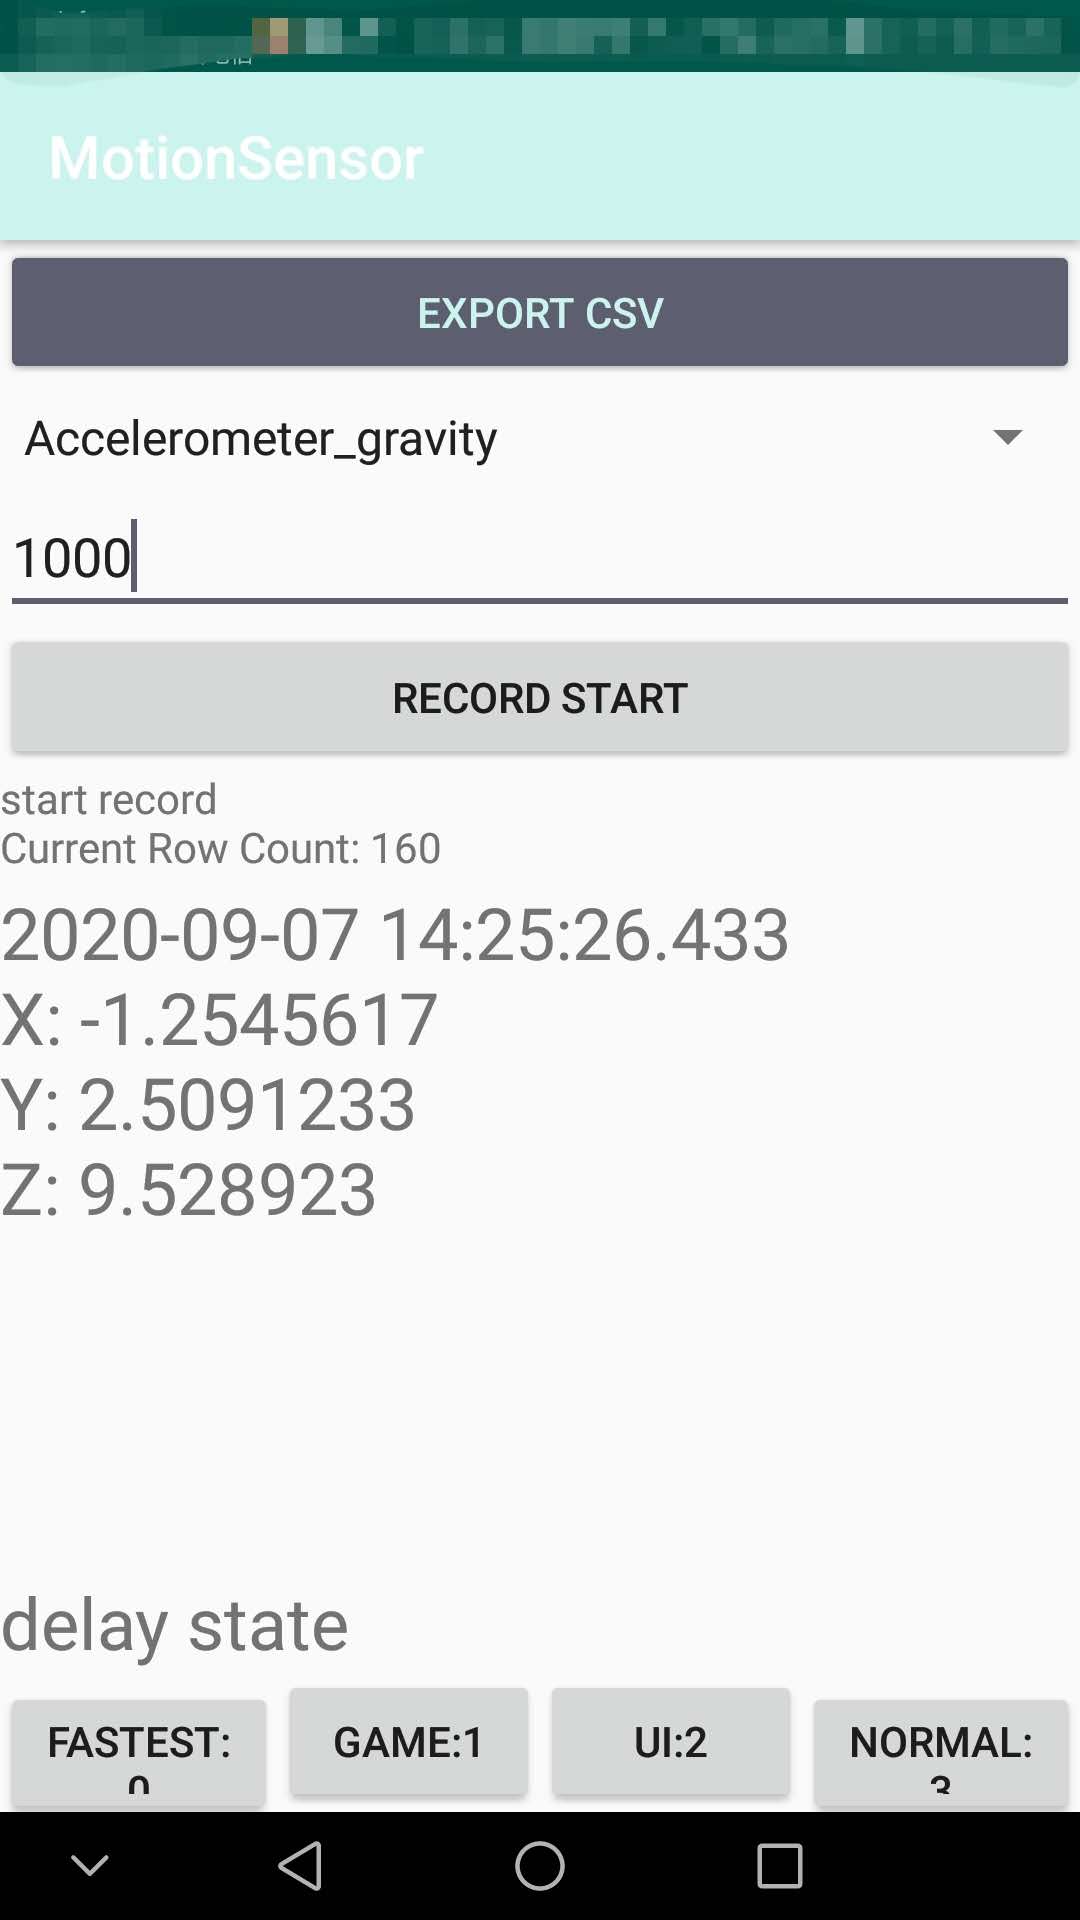 MotionSensor
EXPORT CSV
Accelerometer_gravity
1000
RECORD START
start record
Current Row Count: 160
2020-09-07 14:25:26.433
X: -1.2545617
Y: 2.5091233
Z: 9.528923
delay state
FASTEST:
0
GAME:1
UI:2
NORMAL:
3